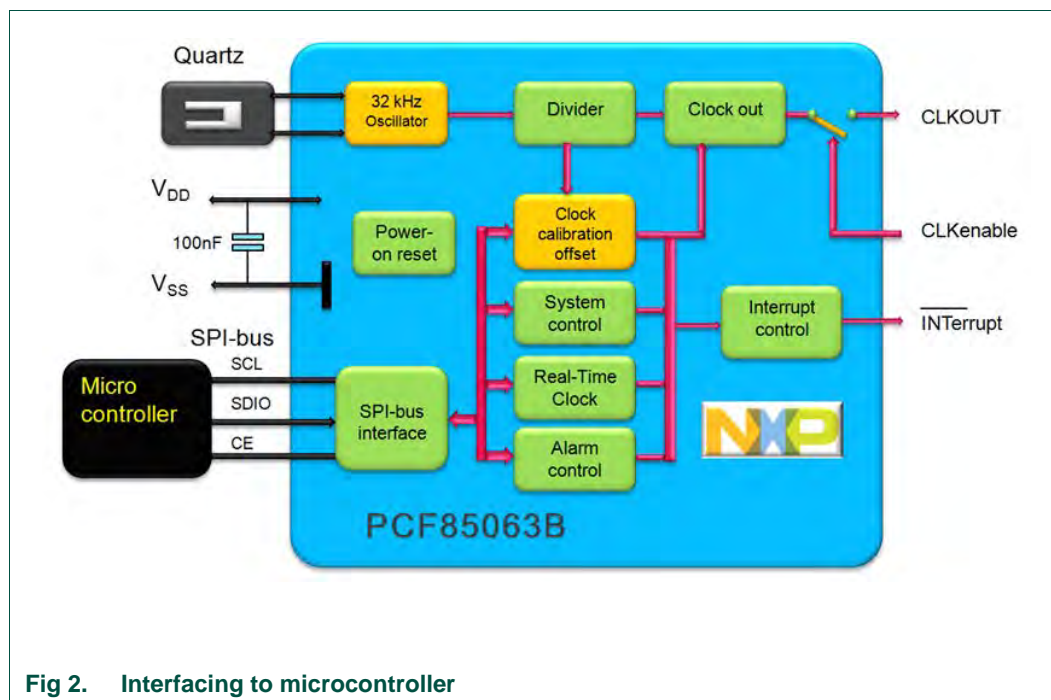 Quartz
32 kHz
Oscillator
Divider
Clock out
CLKOUT
VDD
100nF
VSS
Power-
on reset
Clock
calibration
offset
CLKenable
System
control
Interrupt
control
INTerrupt
SPI-bus
SCL
Micro
controller
SDIO
CE
SPI-bus
interface
Real-Time
Clock
Alarm
control
NXP
PCF85063B
Fig 2. Interfacing to microcontroller